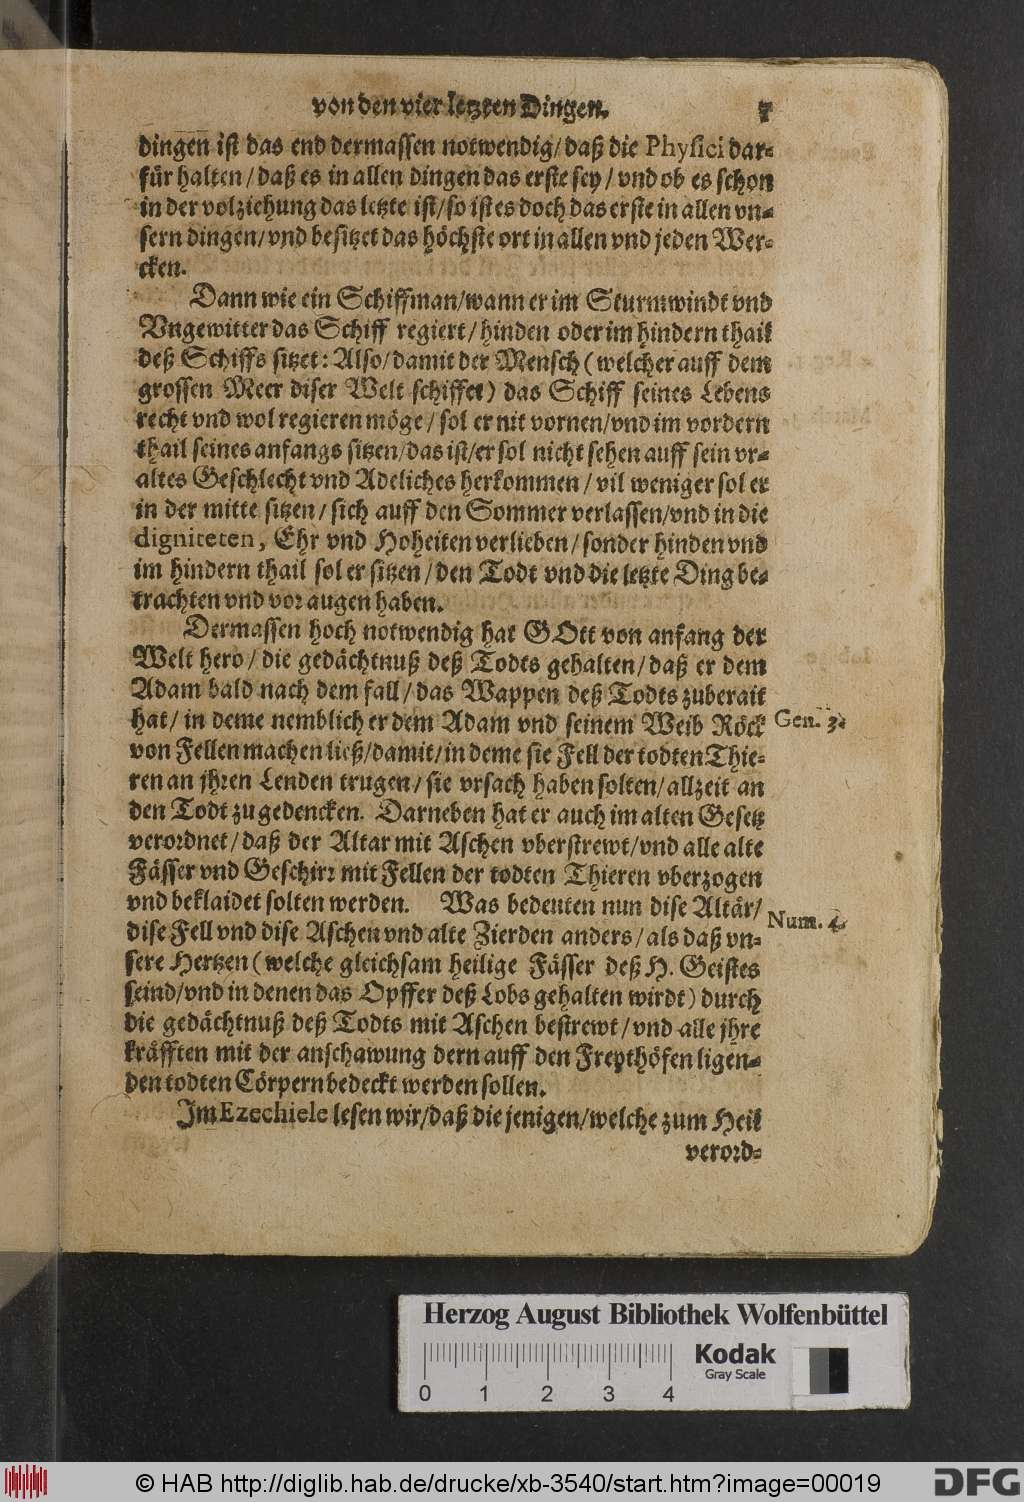 von den vier letzten Dingen. 7
dingen ist das end dermassen notwendig/ daß die Physici dar-
für halten / daß es in allen dingen das erste sey / vnd ob es schon
in der volziehung das letzte ist/ so ist es doch das erste in allen vn-
sern dingen/ vnd besitzet das höchste ort in allen vnd jeden Wer-
cken.
Dann wie ein Schiffman/ wann er im Sturmwindt vnd
Vngewitter das Schiff regiert/ hinden oder im hindern thail
deß Schiffs sitzet: Also/ damit der Mensch ( welcher auff dem
grossen Meer diser Welt schiffet) das Schiff seines Lebens
recht vnd wol regieren möge / sol er nit vornen/ vnd im vordern
thail seines anfangs sitzen/ das ist/ er sol nicht sehen auff sein vr-
altes Geschlecht vnd Adeliches herkommen / vil weniger sol er
in der mitte sitzen/ sich auff den Sommer verlassen/ vnd in die
digniteten, Ehr vnd Hoheiten verlieben/ sonder hinden vnd
im hindern thail sol er sitzen / den Todt vnd die letzte Ding be-
trachten vnd vor augen haben.
Dermassen hoch notwendig hat GOtt von anfang der
Welt hero/ die gedächtnuß deß Todts gehalten/ daß er dem
Adam bald nach dem fall / das Wappen deß Todts zuberait
hat/ in deme nemblich er dem Adam vnd seinem Weib Röck
Gen. 3.
von Fellen machen ließ/ damit/ in deme sie Fell der todten Thie-
ren an jhren Lenden trugen/ sie vrsach haben solten/ allzeit an
den Todt zu gedencken. Darneben hat er auch im alten Gesetz
verordnet/ daß der Altar mit Aschen vberstrewt/ vnd alle alte
Fässer vnd Geschirr mit Fellen der todten Thieren vberzogen
vnd beklaidet solten werden. Was bedeuten nun dise Altär/
Num. 4.
dise Fell vnd dise Aschen vnd alte Zierden anders/ als daß vn-
sere Hertzen ( welche gleichsam heilige Fässer deß H. Geistes
seind/ vnd in denen das Opffer deß Lobs gehalten wirdt) durch
die gedächtnuß deß Todts mit Aschen bestrewt / vnd alle jhre
kräfften mit der anschawung dern auff den Freythöfen ligen-
den todten Cörpern bedeckt werden sollen.
Im Ezechiele lesen wir/ daß die jenigen/ welche zum Heil
verord-
Herzog August Bibliothek Wolfenbüttel
Kodak
Gray Scale
0 1 2 3 4
© HAB http://diglib.hab.de/drucke/xb-3540/start.htm?image=00019
DFG